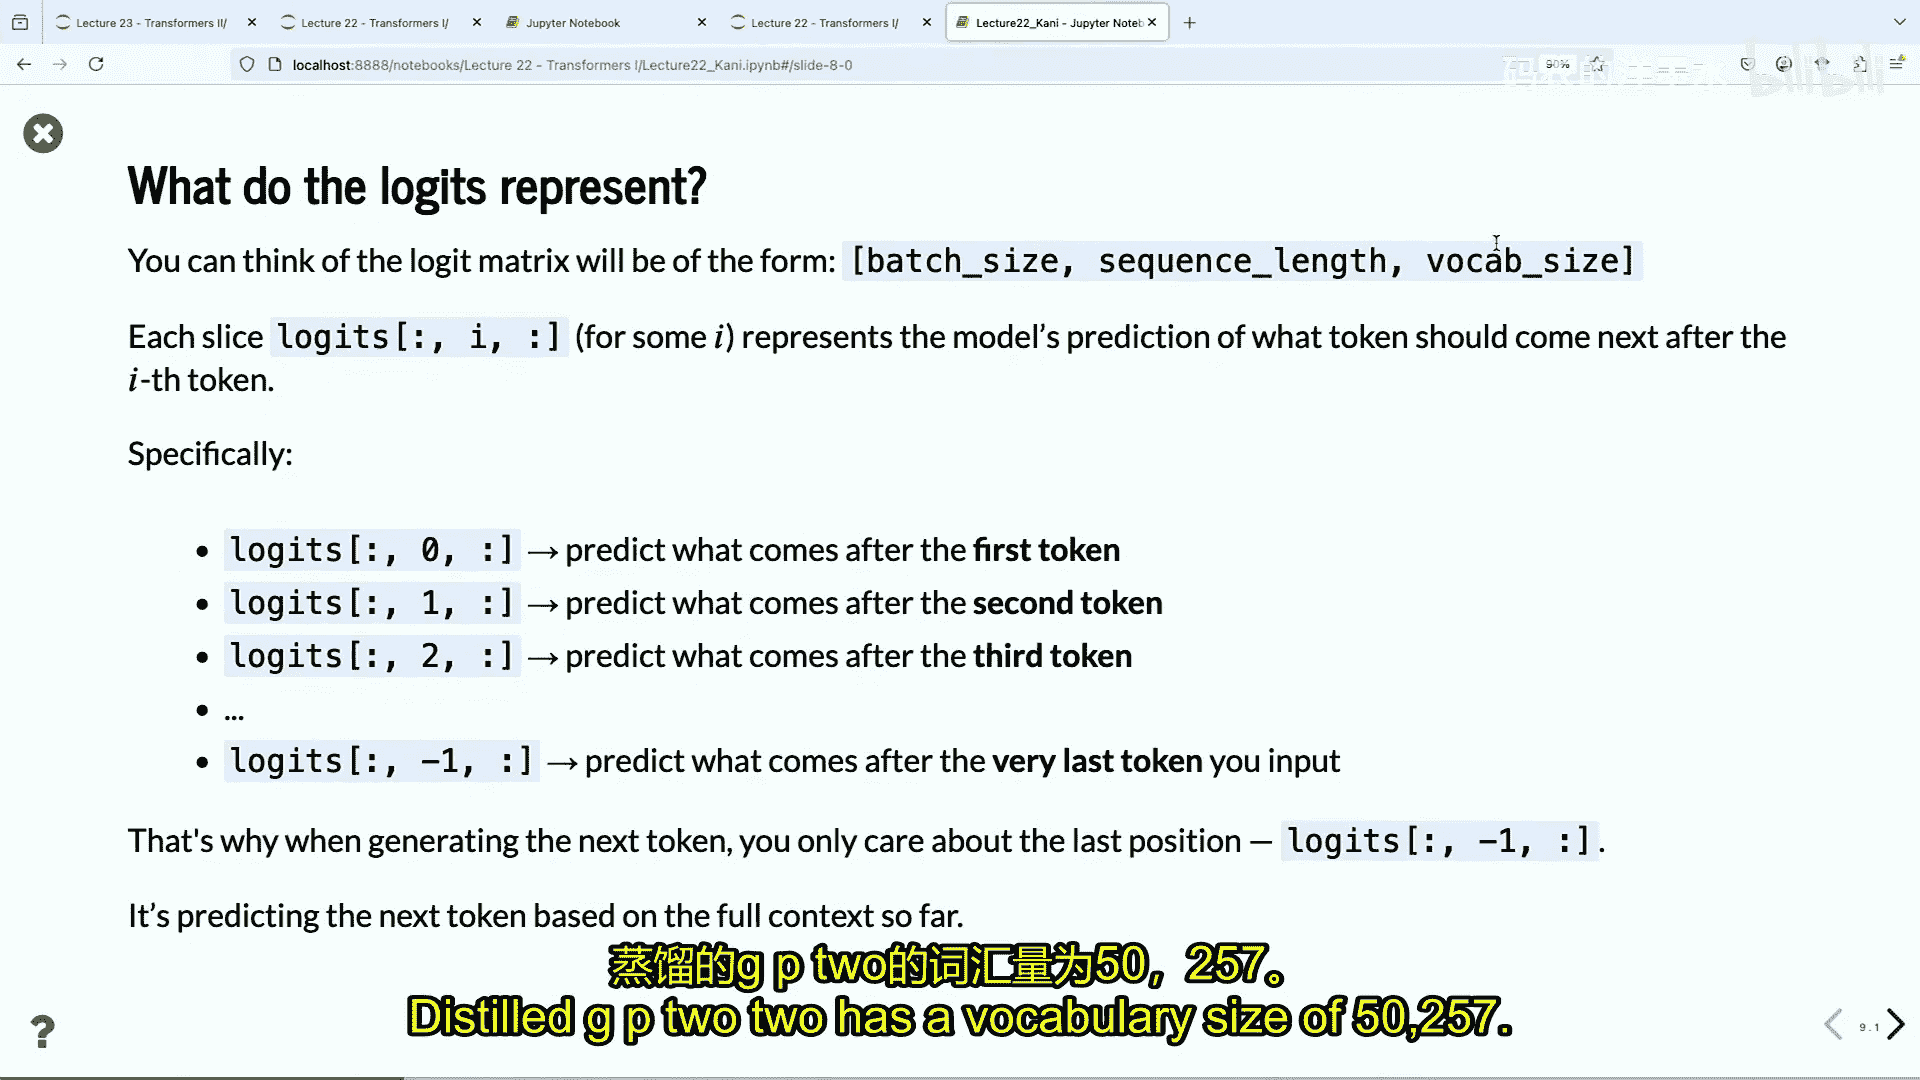 Lecture 23 - Transformers II/
Lecture 22 - Transformers I/
Jupyter Notebook
Lecture 22 - Transformers I/
Lecture22_Kani - Jupyter Noteb
localhost:8888/notebooks/Lecture 22 - Transformers I/Lecture22_Kani.ipynb#/slide-8-0
90%
bilibili
What do the logits represent?
You can think of the logit matrix will be of the form: [batch_size, sequence_length, vocab_size]
Each slice logits[:, i, :] (for some i) represents the model’s prediction of what token should come next after the
i-th token.
Specifically:
• logits[:, 0, :] → predict what comes after the first token
• logits[:, 1, :] → predict what comes after the second token
• logits[:, 2, :] → predict what comes after the third token
• ...
• logits[:, -1, :] → predict what comes after the very last token you input
That's why when generating the next token, you only care about the last position — logits[:, -1, :].
It’s predicting the next token based on the full context so far.
蒸馏的g p two的词汇量为50，257。
Distilled g p two two has a vocabulary size of 50,257.
?
9.1